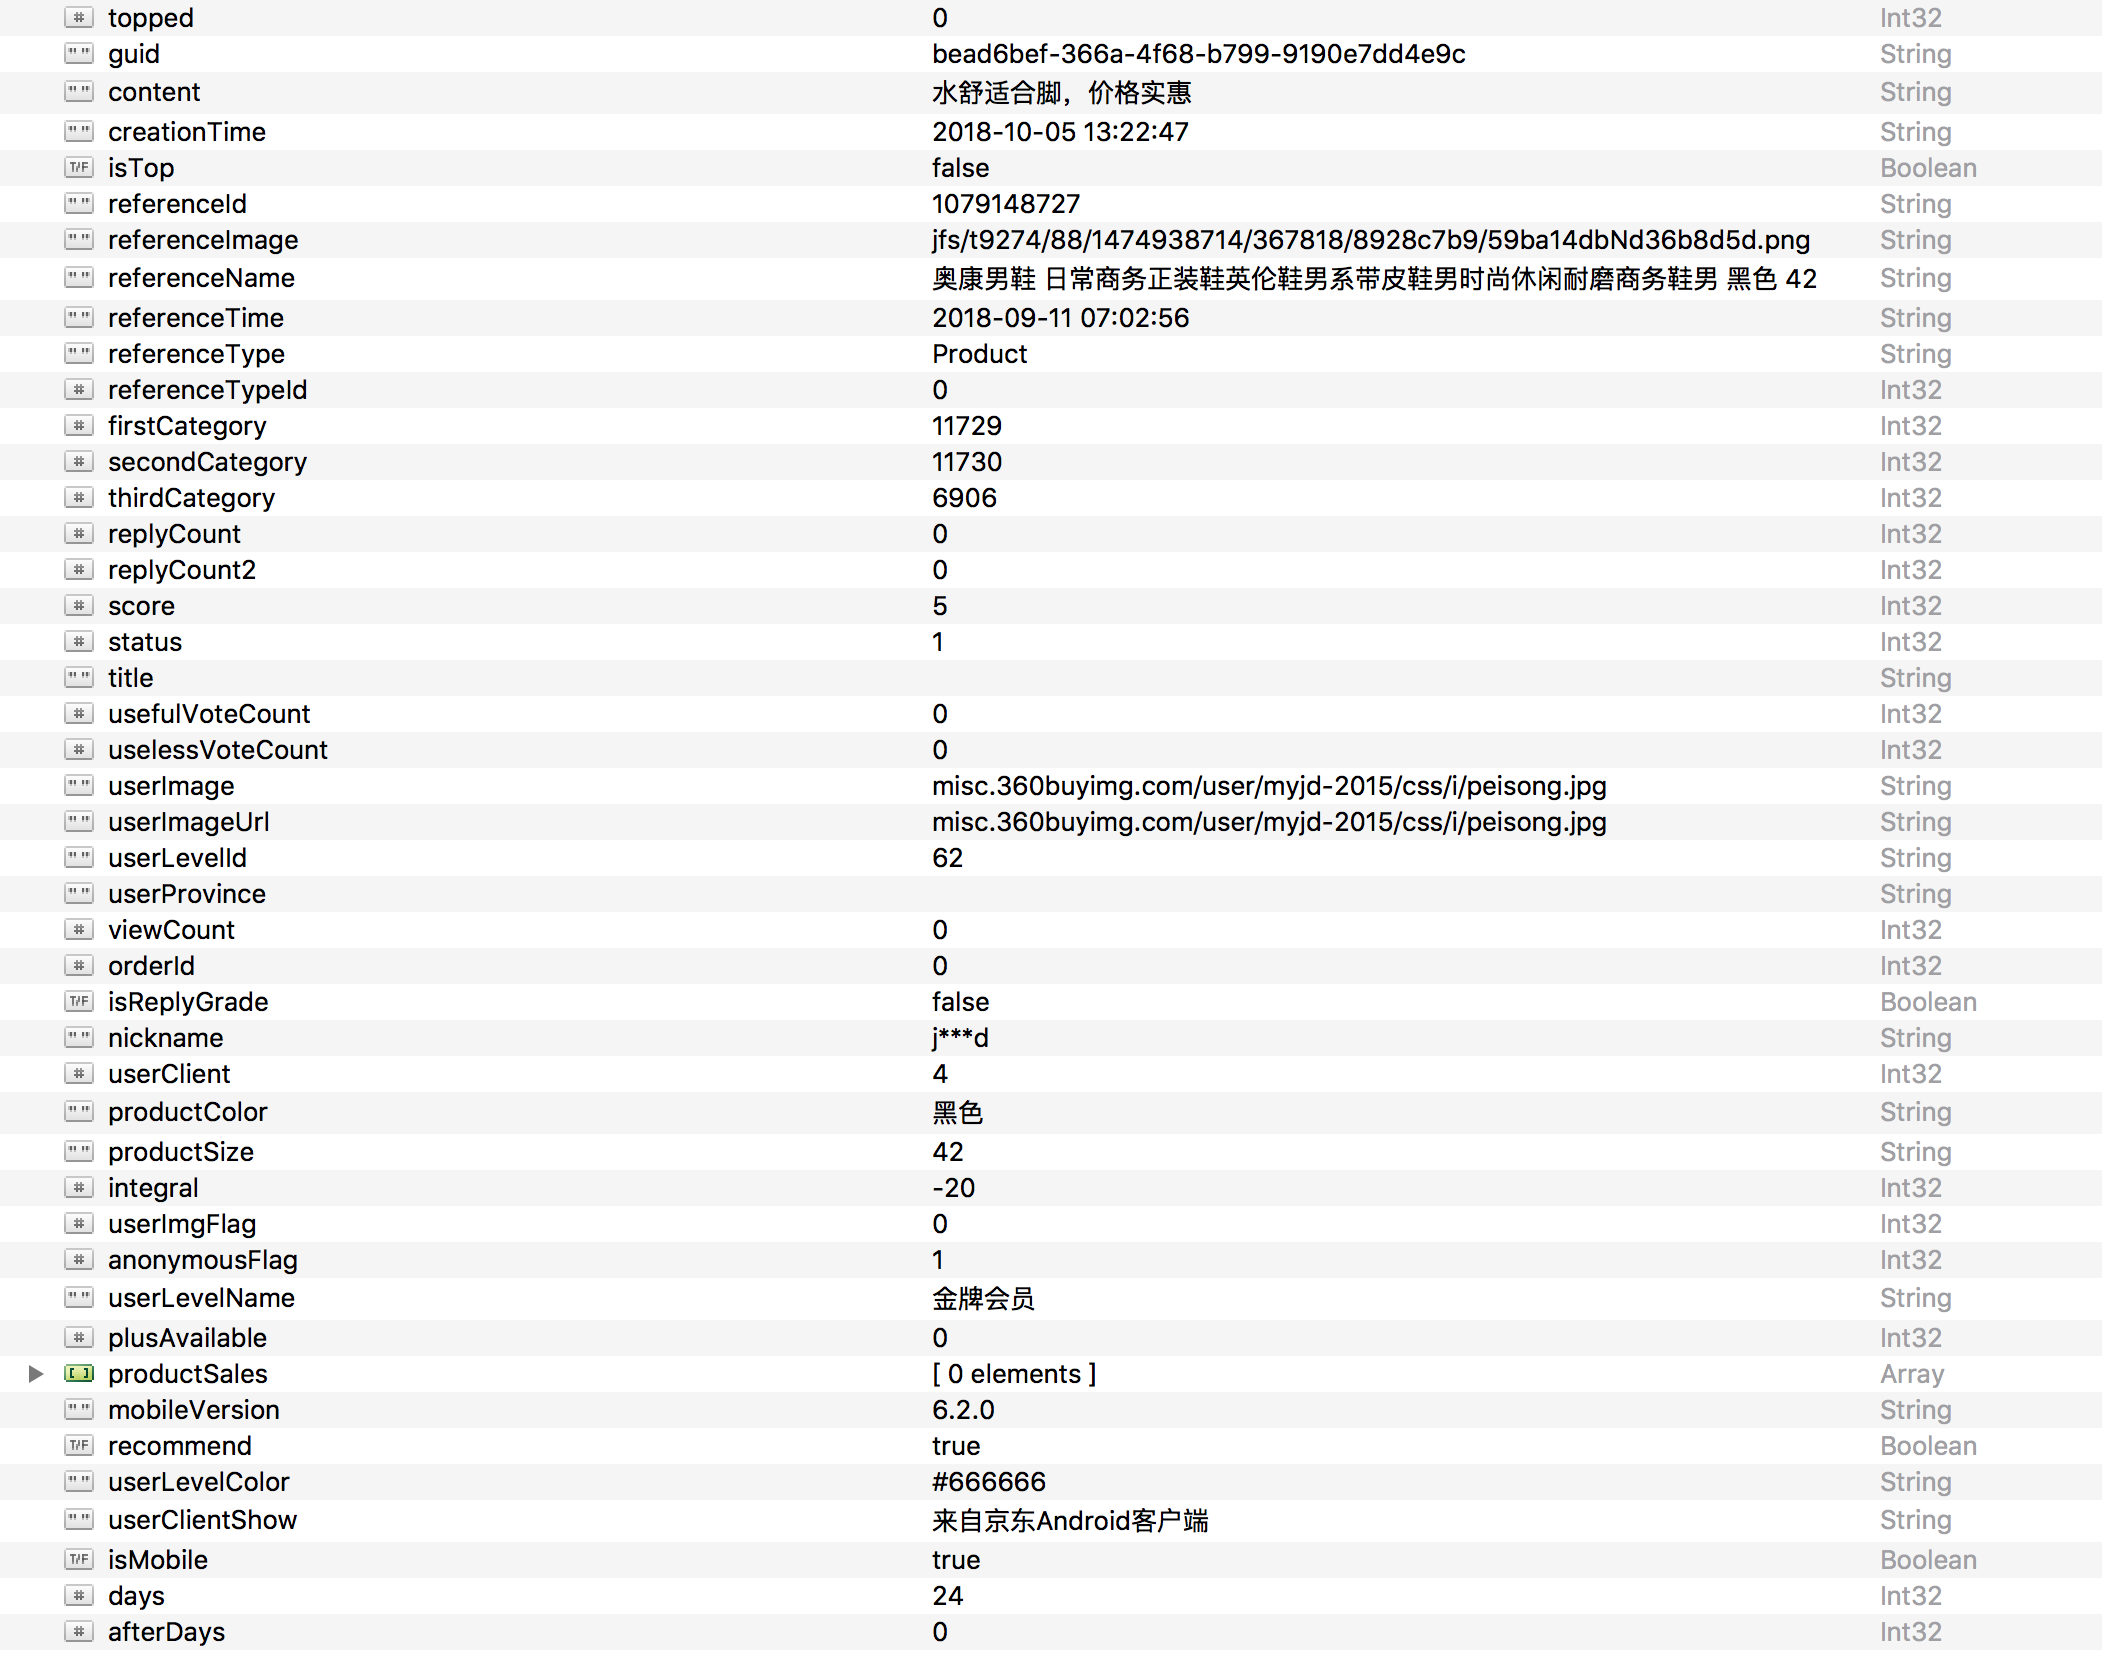 topped 0 Int32
guid bead6bef-366a-4f68-b799-9190e7dd4e9c String
content 水舒适合脚，价格实惠 String
creationTime 2018-10-05 13:22:47 String
isTop false Boolean
referenceId 1079148727 String
referenceImage jfs/t9274/88/1474938714/367818/8928c7b9/59ba14dbNd36b8d5d.png String
referenceName 奥康男鞋 日常商务正装鞋英伦鞋男系带皮鞋男时尚休闲耐磨商务鞋男 黑色 42 String
referenceTime 2018-09-11 07:02:56 String
referenceType Product String
referenceTypeId 0 Int32
firstCategory 11729 Int32
secondCategory 11730 Int32
thirdCategory 6906 Int32
replyCount 0 Int32
replyCount2 0 Int32
score 5 Int32
status 1 Int32
title String
usefulVoteCount 0 Int32
uselessVoteCount 0 Int32
userImage misc.360buyimg.com/user/myjd-2015/css/i/peisong.jpg String
userImageUrl misc.360buyimg.com/user/myjd-2015/css/i/peisong.jpg String
userLevelId 62 String
userProvince String
viewCount 0 Int32
orderId 0 Int32
isReplyGrade false Boolean
nickname j***d String
userClient 4 Int32
productColor 黑色 String
productSize 42 String
integral -20 Int32
userImgFlag 0 Int32
anonymousFlag 1 Int32
userLevelName 金牌会员 String
plusAvailable 0 Int32
productSales [ 0 elements ] Array
mobileVersion 6.2.0 String
recommend true Boolean
userLevelColor #666666 String
userClientShow 来自京东Android客户端 String
isMobile true Boolean
days 24 Int32
afterDays 0 Int32